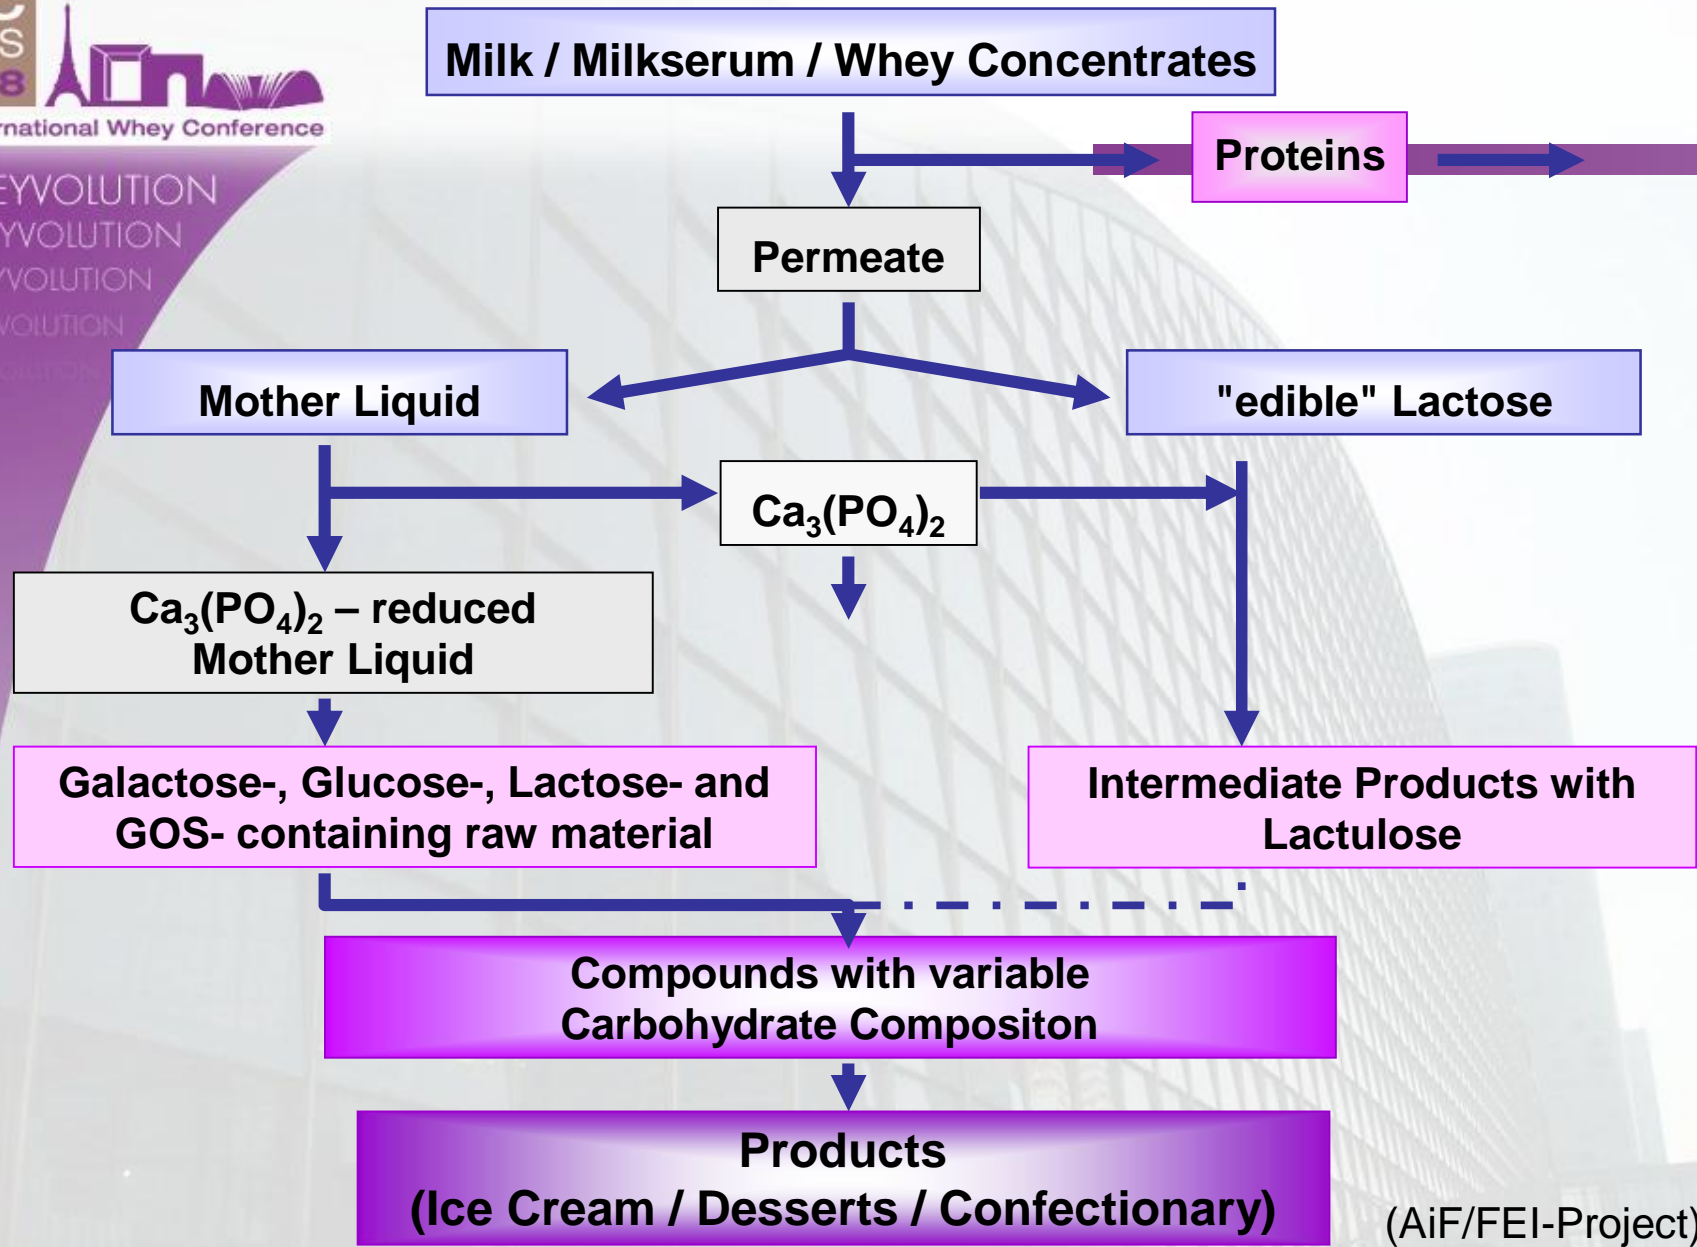 Milk / Milkserum / Whey Concentrates
S
8
rnational Whey Conference
Proteins
EYVOLUTION
YVOLUTION
VOLUTION
VOLUTION
Permeate
Mother Liquid
"edible" Lactose
Ca₃(PO₄)₂
Ca₃(PO₄)₂ – reduced
Mother Liquid
Galactose-, Glucose-, Lactose- and
GOS- containing raw material
Intermediate Products with
Lactulose
Compounds with variable
Carbohydrate Compositon
Products
(Ice Cream / Desserts / Confectionary)
(AiF/FEI-Project)